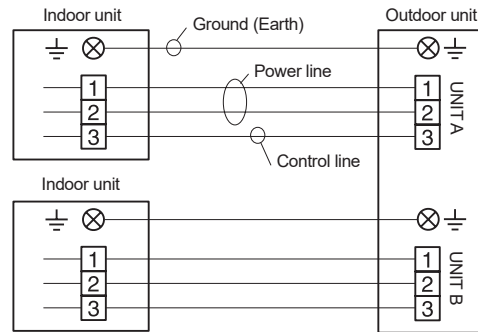 Indoor unit
Outdoor unit
Ground (Earth)
Power line
1
2
3
1
2
3
UNIT A
Control line
Indoor unit
1
2
3
1
2
3
UNIT B